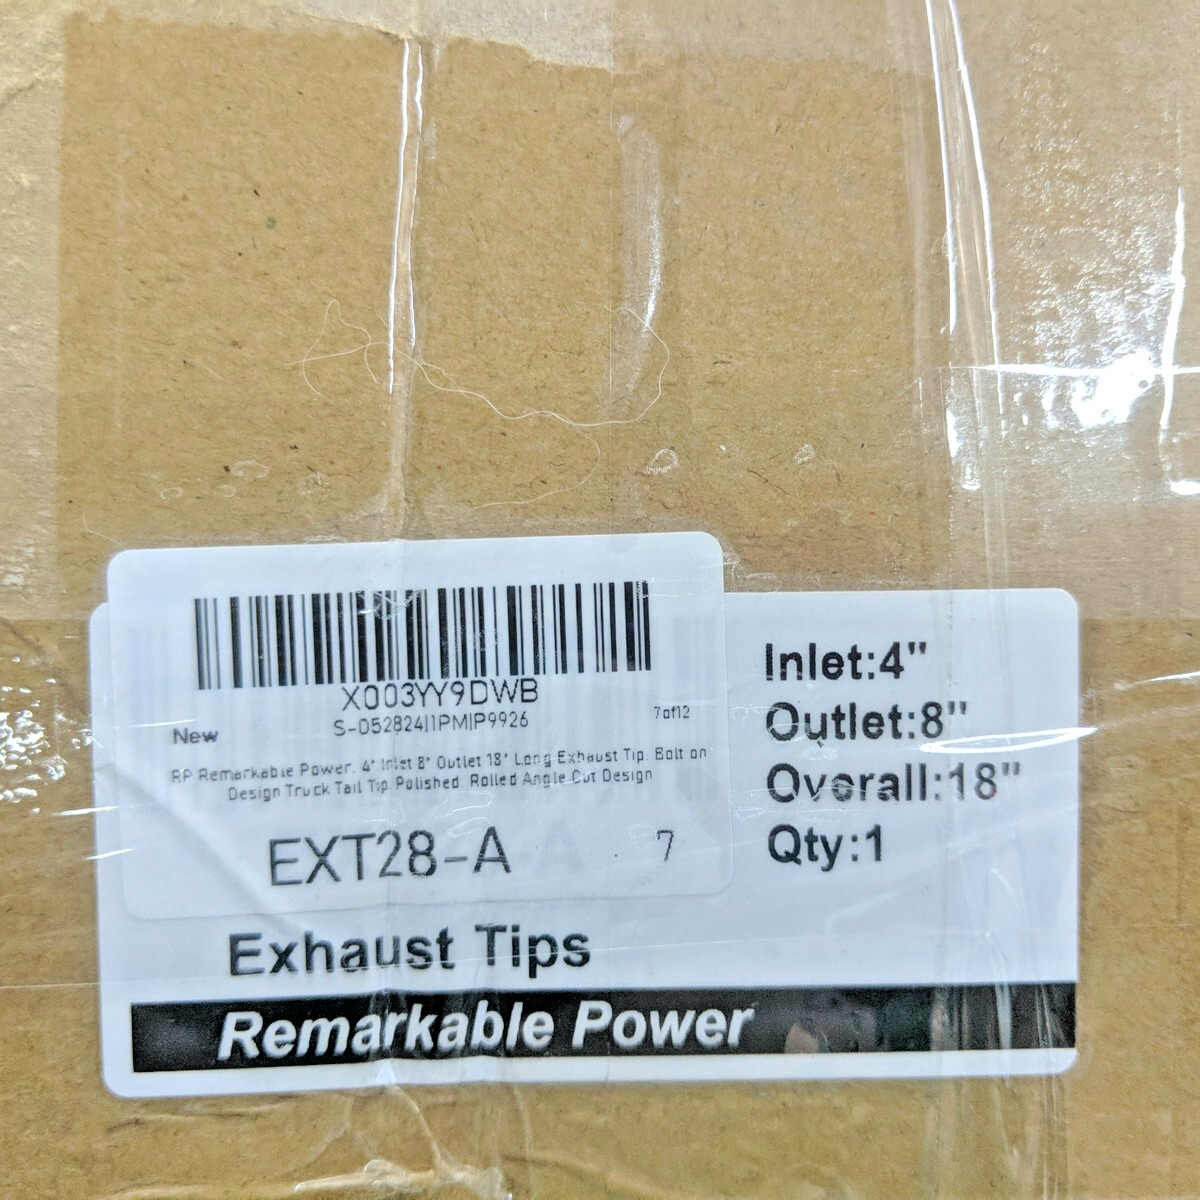 X003YY9DWB
S-052824|1PM|P9926
New
7of12
RP Remarkable Power, 4" Inlet 8" Outlet 18" Long Exhaust Tip, Bolt on
Design Truck Tail Tip,Polished, Rolled Angle Cut Design
EXT28-A
7
Inlet:4"
Outlet:8"
Overall:18"
Qty:1
Exhaust Tips
Remarkable Power